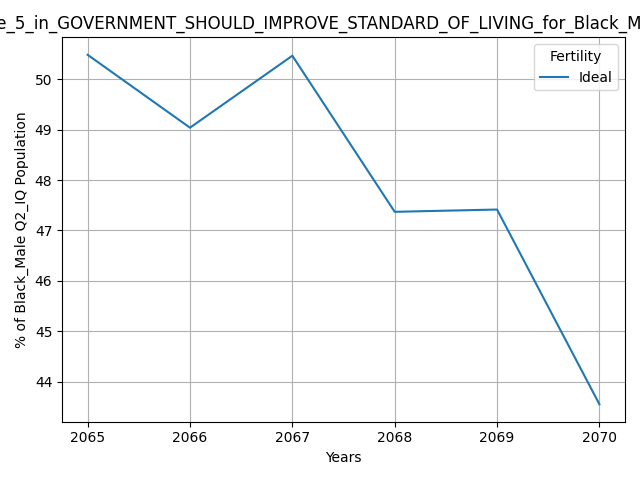 e_5_in_GOVERNMENT_SHOULD_IMPROVE_STANDARD_OF_LIVING_for_Black_M
Fertility
Ideal
% of Black_Male Q2_IQ Population
50
49
48
47
46
45
44
2065 2066 2067 2068 2069 2070
Years